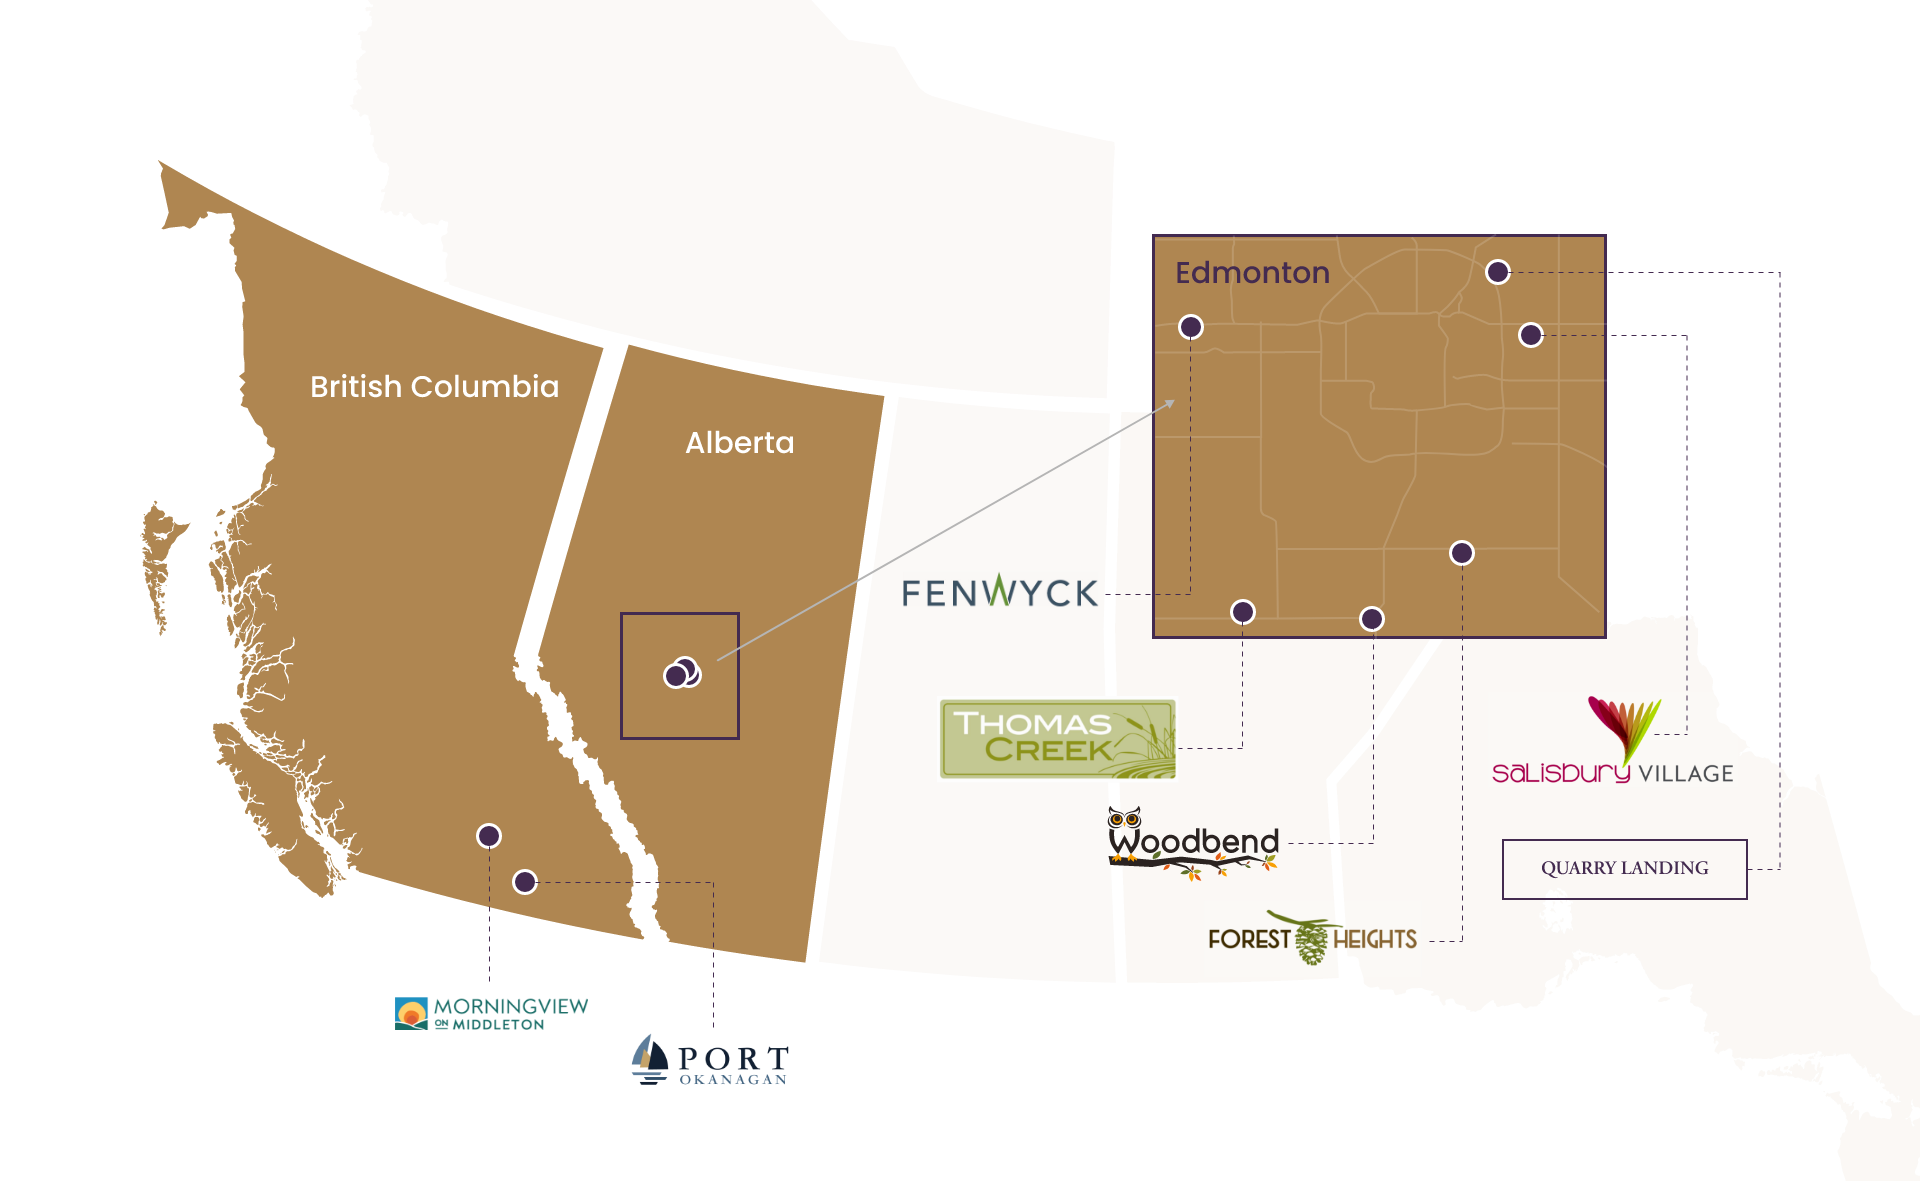 Edmonton
British Columbia
Alberta
FENWYCK
THOMAS
CREEK
SALISBURY VILLAGE
Woodbend
QUARRY LANDING
FOREST HEIGHTS
MORNINGVIEW
ON MIDDLETON
PORT
OKANAGAN